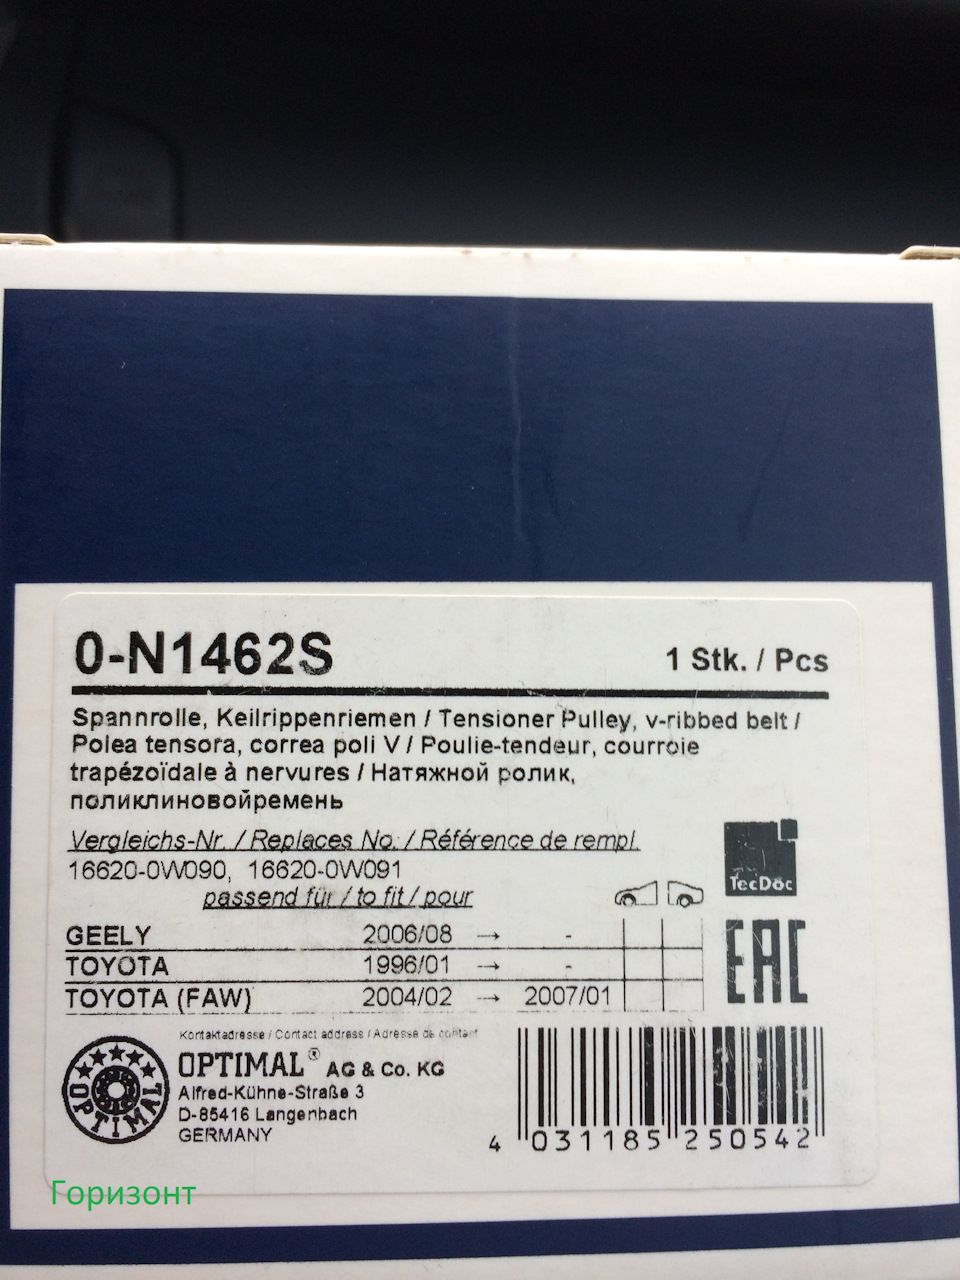 0-N1462S
1 Stk. / Pcs
Spannrolle, Keilrippenriemen / Tensioner Pulley, v-ribbed belt /
Polea tensora, correa poli V / Poulie-tendeur, courroie
trapézoïdale à nervures / Натяжной ролик,
поликлиновойремень
Vergleichs-Nr. / Replaces No. / Référence de rempl.
16620-0W090, 16620-0W091
passend für / to fit / pour
TecDoc
GEELY 2006/08 → -
TOYOTA 1996/01 → -
TOYOTA (FAW) 2004/02 → 2007/01
EAC
Kontaktadresse / Contact address / Adresse de contact
OPTIMAL® AG & Co. KG
Alfred-Kühne-Straße 3
D-85416 Langenbach
GERMANY
OPTIMAL
4 031185 250542
Горизонт